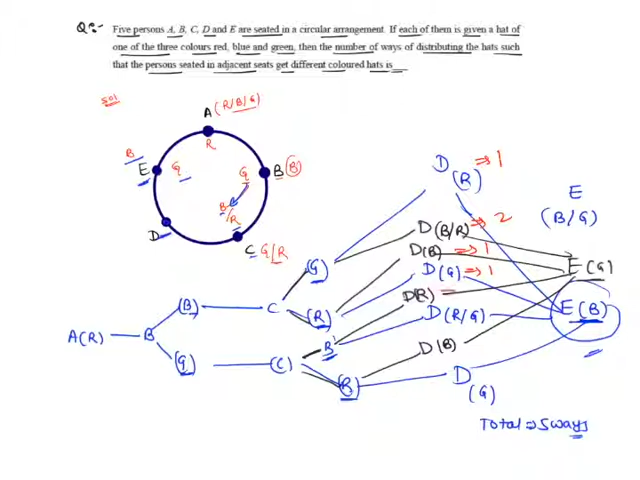 Q:- Five persons A, B, C, D and E are seated in a circular arrangement. If each of them is given a hat of
one of the three colours red, blue and green, then the number of ways of distributing the hats such
that the persons seated in adjacent seats get different coloured hats is
Sol
A (R/B/G)
R
B
E
G
G
B (B)
B/R
D
C G/R
D (R) ⇒ 1
E
(B/G)
D (B/R) ⇒ 2
D (B) ⇒ 1
D (G) ⇒ 1
E (G)
(G)
D(R)
(B)
C
(R)
D (R/G)
E (B)
A(R)
B
B
D(B)
(G)
(C)
(R)
D
(G)
Total ⇒ 5 ways